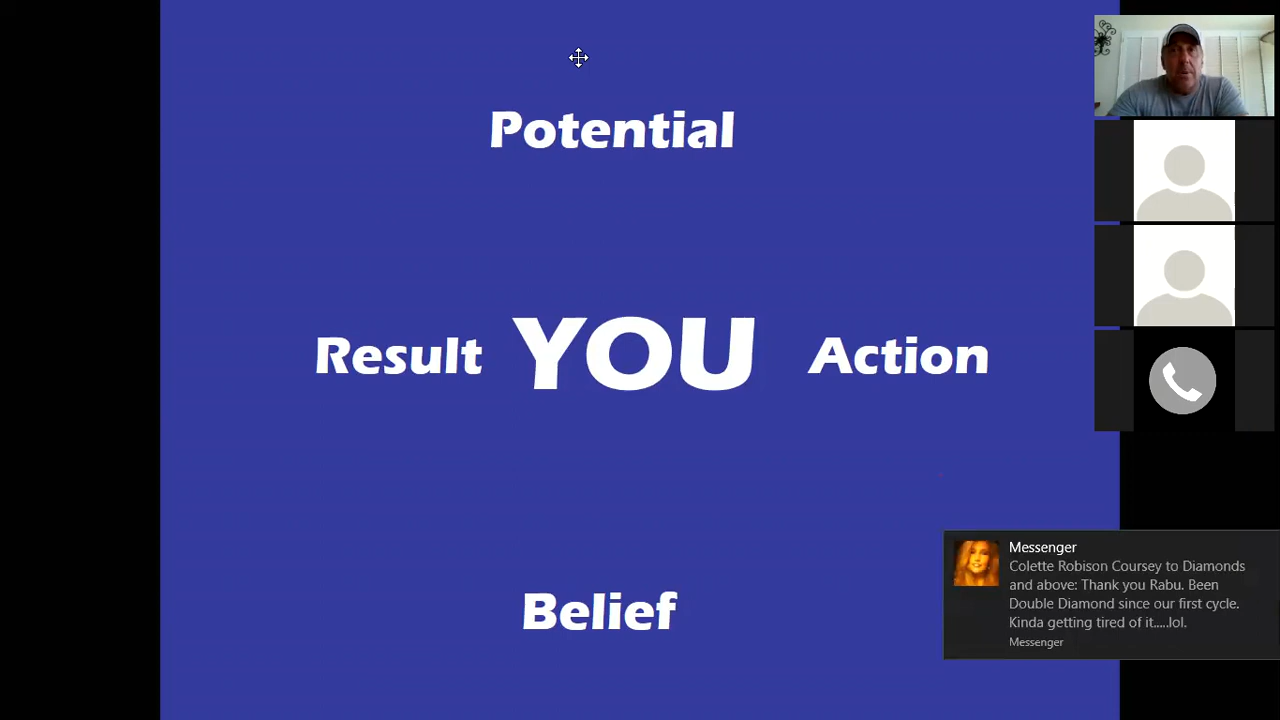 Potential
Result YOU Action
Belief
Messenger
Colette Robison Coursey to Diamonds
and above: Thank you Rabu. Been
Double Diamond since our first cycle.
Kinda getting tired of it.....lol.
Messenger